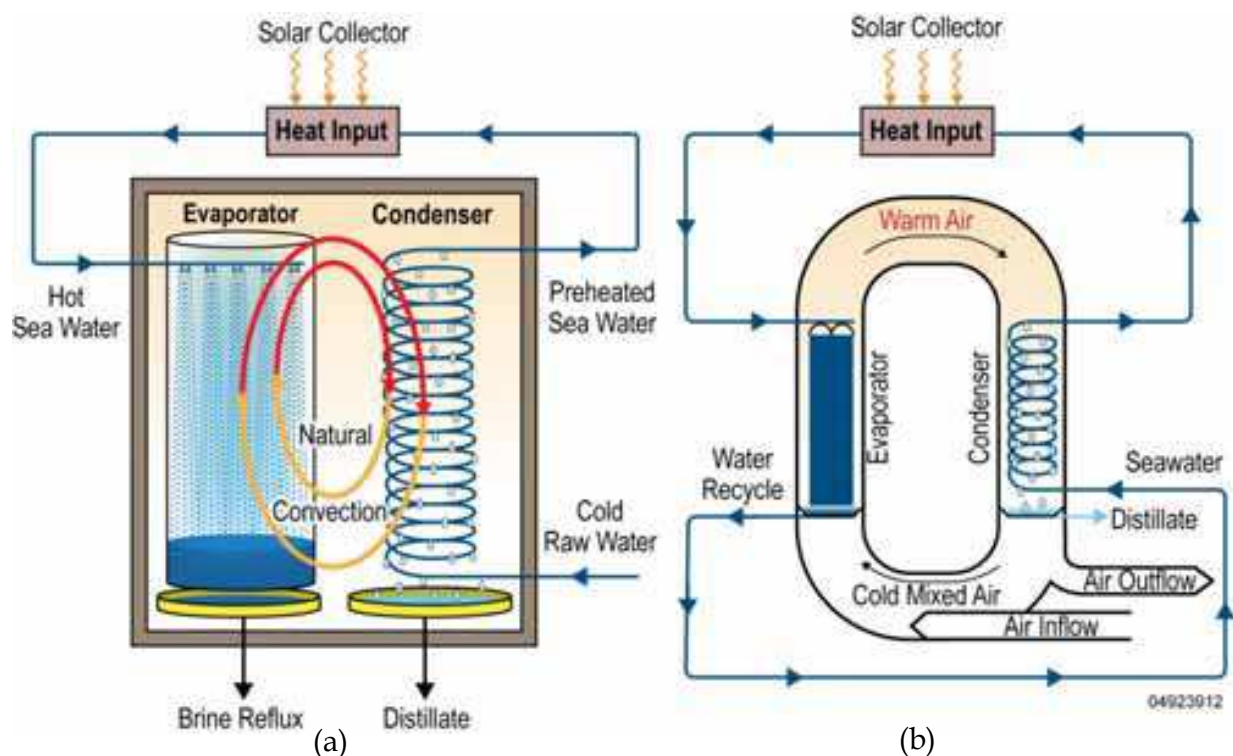 Solar Collector
Heat Input
Evaporator
Condenser
Hot
Sea Water
Preheated
Sea Water
Natural
Convection
Cold
Raw Water
Brine Reflux
Distillate
(a)
Solar Collector
Heat Input
Warm Air
Evaporator
Condenser
Water
Recycle
Seawater
Distillate
Cold Mixed Air
Air Outflow
Air Inflow
04923912
(b)